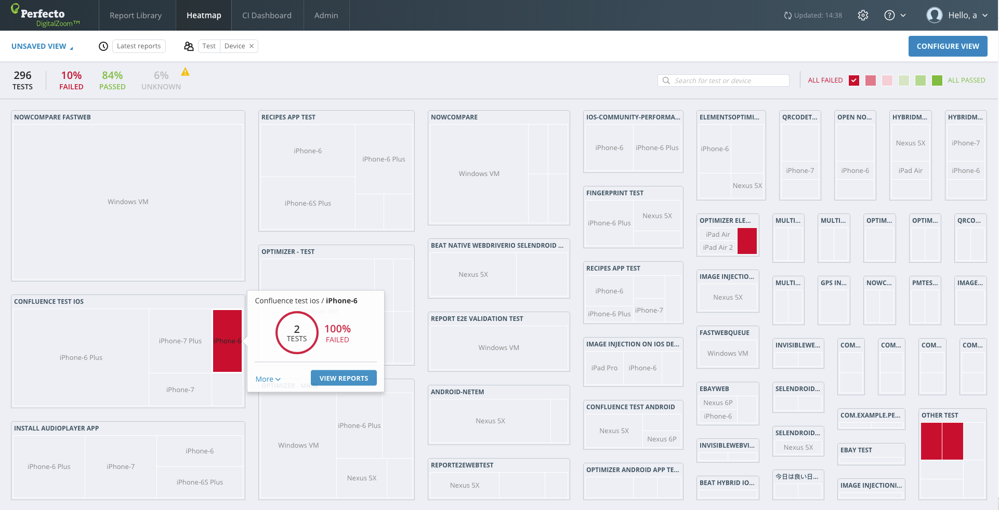 Perfecto
DigitalZoom™
Report Library
Heatmap
CI Dashboard
Admin
Updated: 14:38
Hello, a
UNSAVED VIEW
Latest reports
Test
Device
CONFIGURE VIEW
296
TESTS
10%
FAILED
84%
PASSED
6%
UNKNOWN
Search for test or device
ALL FAILED
ALL PASSED
NOWCOMPARE FASTWEB
Windows VM
CONFLUENCE TEST IOS
iPhone-6 Plus
iPhone-7 Plus
iPhone-6
iPhone-7
INSTALL AUDIOPLAYER APP
iPhone-6 Plus
iPhone-7
iPhone-6
iPhone-6S Plus
RECIPES APP TEST
iPhone-6
iPhone-6 Plus
iPhone-6S Plus
OPTIMIZER - TEST
Windows VM
Confluence test ios / iPhone-6
2
TESTS
100%
FAILED
More
VIEW REPORTS
OPTIMIZER - MAIN
iPhone-6 Plus
Windows VM
Nexus 5X
NOWCOMPARE
Windows VM
BEAT NATIVE WEBDRIVERIO SELENDROID ...
Nexus 5X
REPORT E2E VALIDATION TEST
Windows VM
ANDROID-NETEM
Nexus 5X
REPORTE2EWEBTEST
Nexus 5X
IOS-COMMUNITY-PERFORMA...
iPhone-6
iPhone-6 Plus
FINGERPRINT TEST
iPhone-6 Plus
Nexus 5X
RECIPES APP TEST
iPhone-6
iPhone-6 Plus
iPhone-7
IMAGE INJECTION ON IOS DE...
iPad Pro
iPhone-6
CONFLUENCE TEST ANDROID
Nexus 5X
Nexus 6P
OPTIMIZER ANDROID APP TE...
ELEMENTSOPTIMI...
iPhone-6
Nexus 5X
QRCODET...
iPhone-7
OPEN NO...
iPhone-6
HYBRIDM...
Nexus 5X
iPad Air
HYBRIDM...
iPhone-7
iPhone-6
OPTIMIZER ELE...
iPad Air
iPad Air 2
MULTI...
MULTI...
OPTIM...
OPTIM...
QRCO...
IMAGE INJECTIO...
Nexus 5X
MULTI...
GPS IN...
NOWC...
PMTES...
IMAGE...
FASTWEBQUEUE
Windows VM
INVISIBLEWE...
COM...
COM...
COM...
COM...
EBAYWEB
Nexus 6P
iPhone-6
SELENDROID...
COM.EXAMPLE.PE...
OTHER TEST
SELENDROID...
Nexus 5X
INVISIBLEWEBVI...
EBAY TEST
今日は良い日...
BEAT HYBRID IO...
IMAGE INJECTIONI...